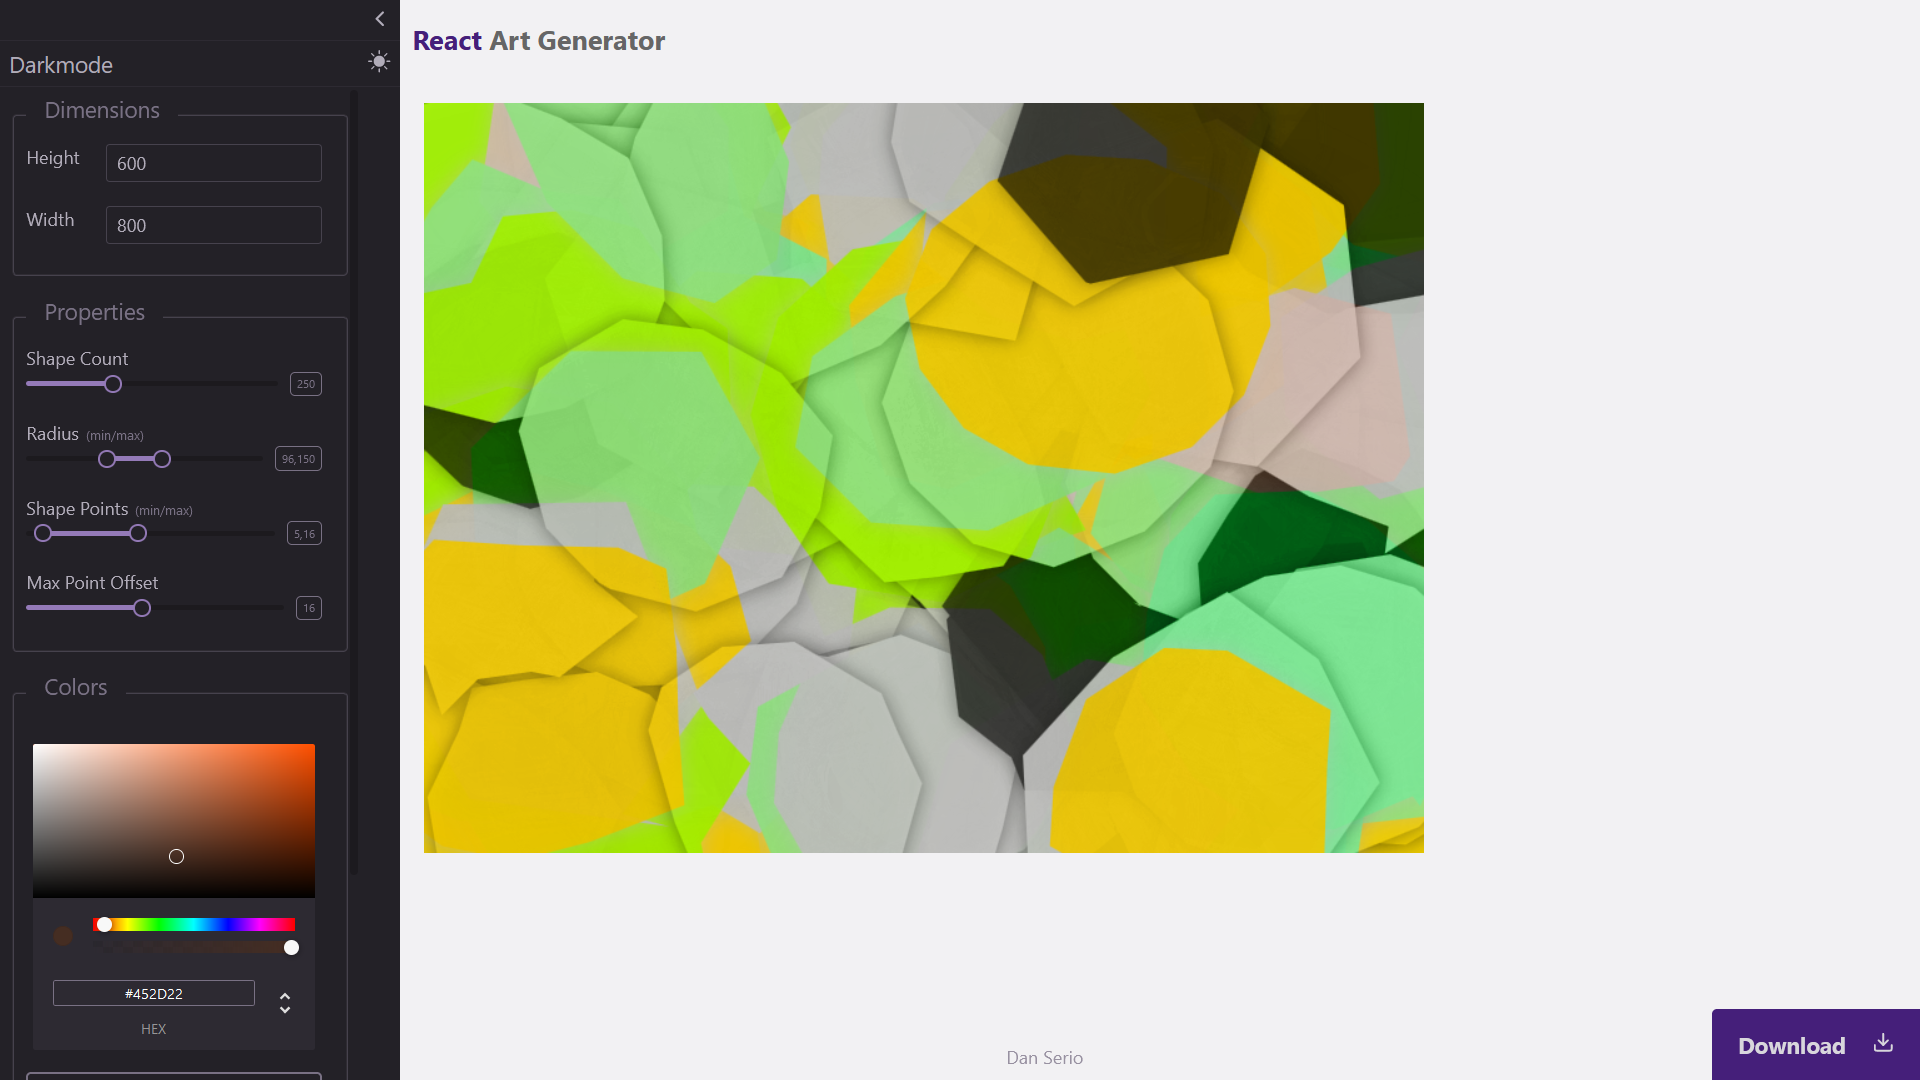 React Art Generator
Darkmode
Dimensions
Height
600
Width
800
Properties
Shape Count
250
Radius (min/max)
96,150
Shape Points (min/max)
5,16
Max Point Offset
16
Colors
#452D22
HEX
Dan Serio
Download